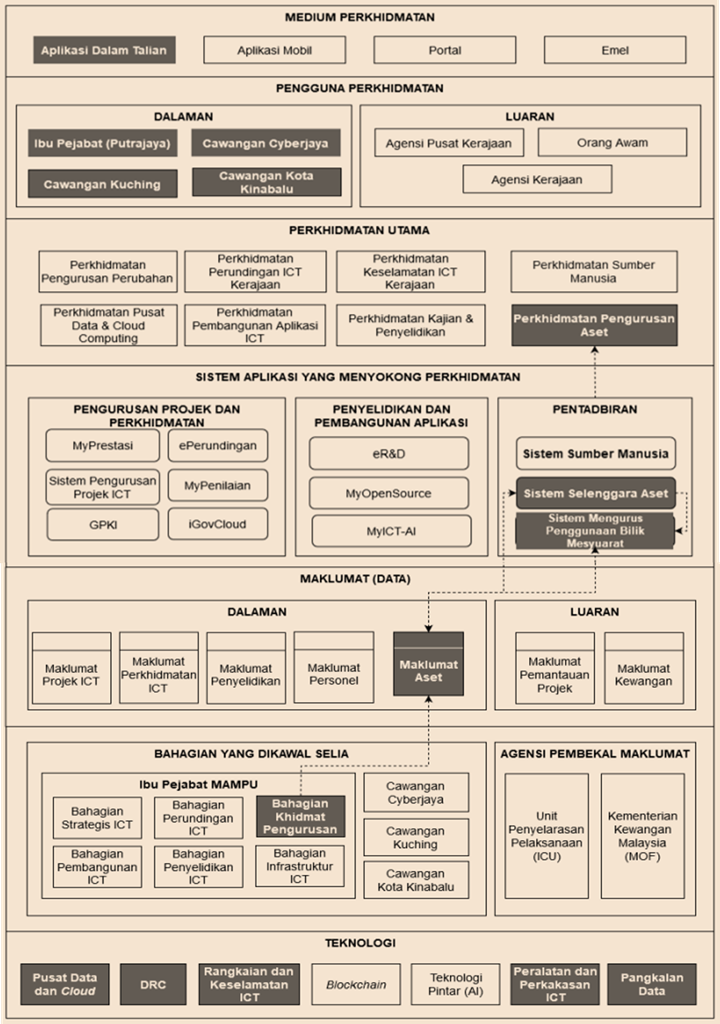 MEDIUM PERKHIDMATAN
Aplikasi Dalam Talian
Aplikasi Mobil
Portal
Emel
PENGGUNA PERKHIDMATAN
DALAMAN
Ibu Pejabat (Putrajaya)
Cawangan Cyberjaya
Cawangan Kuching
Cawangan Kota
Kinabalu
LUARAN
Agensi Pusat Kerajaan
Orang Awam
Agensi Kerajaan
PERKHIDMATAN UTAMA
Perkhidmatan
Pengurusan Perubahan
Perkhidmatan
Perundingan ICT
Kerajaan
Perkhidmatan
Keselamatan ICT
Kerajaan
Perkhidmatan Sumber
Manusia
Perkhidmatan Pusat
Data & Cloud
Computing
Perkhidmatan
Pembangunan Aplikasi
ICT
Perkhidmatan Kajian &
Penyelidikan
Perkhidmatan Pengurusan
Aset
SISTEM APLIKASI YANG MENYOKONG PERKHIDMATAN
PENGURUSAN PROJEK DAN
PERKHIDMATAN
MyPrestasi
ePerundingan
Sistem Pengurusan
Projek ICT
MyPenilaian
GPKI
iGovCloud
PENYELIDIKAN DAN
PEMBANGUNAN APLIKASI
eR&D
MyOpenSource
MyICT-AI
PENTADBIRAN
Sistem Sumber Manusia
Sistem Selenggara Aset
Sistem Mengurus
Penggunaan Bilik
Mesyuarat
MAKLUMAT (DATA)
DALAMAN
Maklumat
Projek ICT
Maklumat
Perkhidmatan
ICT
Maklumat
Penyelidikan
Maklumat
Personel
Maklumat
Aset
LUARAN
Maklumat
Pemantauan
Projek
Maklumat
Kewangan
BAHAGIAN YANG DIKAWAL SELIA
Ibu Pejabat MAMPU
Bahagian
Strategis ICT
Bahagian
Perundingan
ICT
Bahagian
Khidmat
Pengurusan
Bahagian
Pembangunan
ICT
Bahagian
Penyelidikan
ICT
Bahagian
Infrastruktur
ICT
Cawangan
Cyberjaya
Cawangan
Kuching
Cawangan
Kota Kinabalu
AGENSI PEMBEKAL MAKLUMAT
Unit
Penyelarasan
Pelaksanaan
(ICU)
Kementerian
Kewangan
Malaysia
(MOF)
TEKNOLOGI
Pusat Data
dan Cloud
DRC
Rangkaian dan
Keselamatan
ICT
Blockchain
Teknologi
Pintar (AI)
Peralatan dan
Perkakasan
ICT
Pangkalan
Data